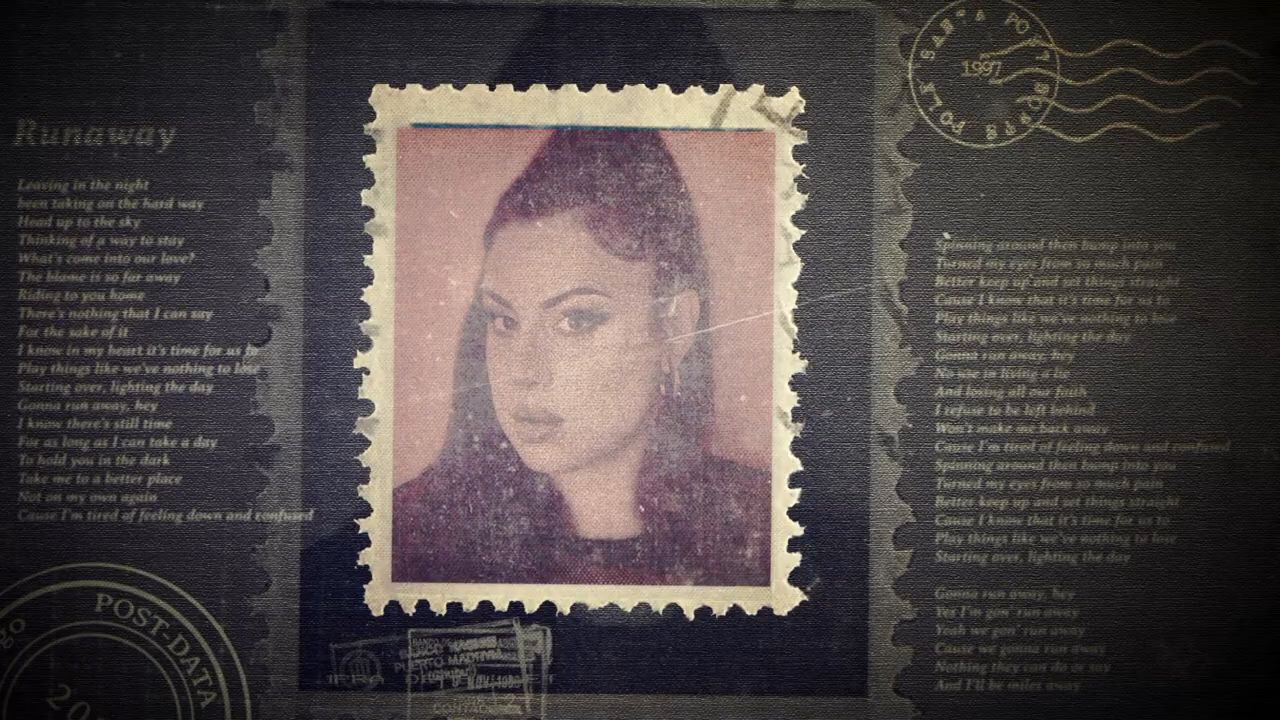 Runaway
Leaving in the night
been taking on the hard way
Head up to the sky
Thinking of a way to stay
What's come into our love?
The blame is so far away
Riding to you home
There's nothing that I can say
For the sake of it
I know in my heart it's time for us to
Play things like we've nothing to lose
Starting over, lighting the day
Gonna run away, hey
I know there's still time
For as long as I can take a day
To hold you in the dark
Take me to a better place
Not on my own again
Cause I'm tired of feeling down and confused
POST-DATA
1997
Spinning around then bump into you
Turned my eyes from so much pain
Better keep up and set things straight
Cause I know that it's time for us to
Play things like we've nothing to lose
Starting over, lighting the day
Gonna run away, hey
No use in living a lie
And losing all our faith
I refuse to be left behind
Won't make me back away
Cause I'm tired of feeling down and confused
Spinning around then bump into you
Turned my eyes from so much pain
Better keep up and set things straight
Cause I know that it's time for us to
Play things like we've nothing to lose
Starting over, lighting the day
Gonna run away, hey
Yes I'm gon' run away
Yeah we gon' run away
Cause we gonna run away
Nothing they can do or say
And I'll be miles away